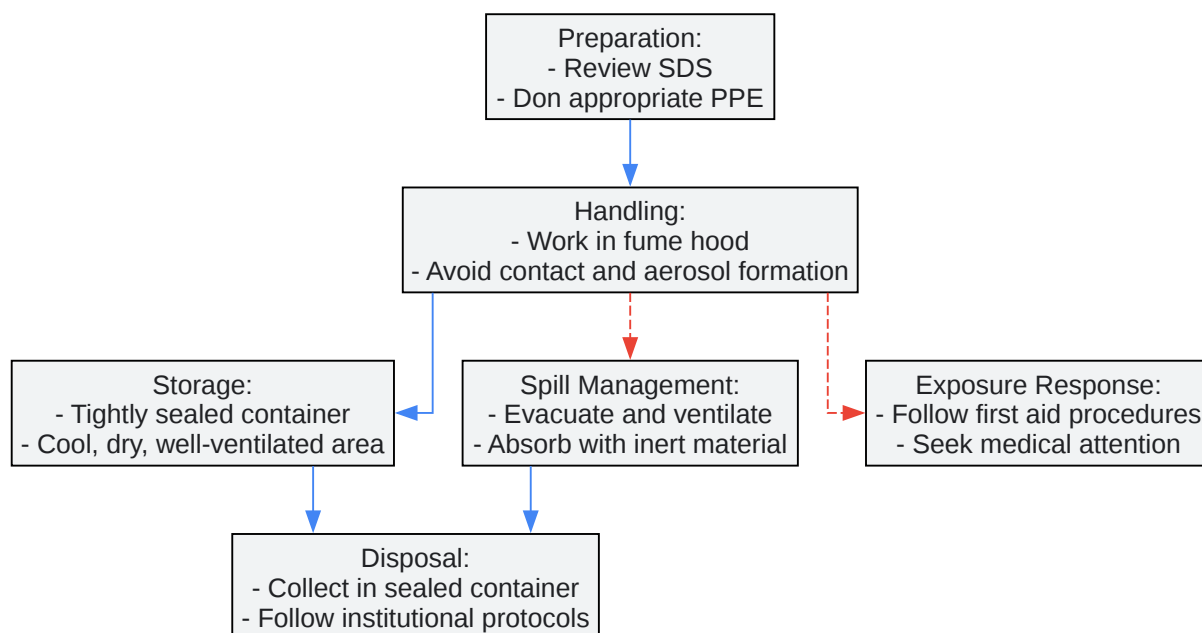 Preparation:
- Review SDS
- Don appropriate PPE
Handling:
- Work in fume hood
- Avoid contact and aerosol formation
Storage:
- Tightly sealed container
- Cool, dry, well-ventilated area
Spill Management:
- Evacuate and ventilate
- Absorb with inert material
Exposure Response:
- Follow first aid procedures
- Seek medical attention
Disposal:
- Collect in sealed container
- Follow institutional protocols